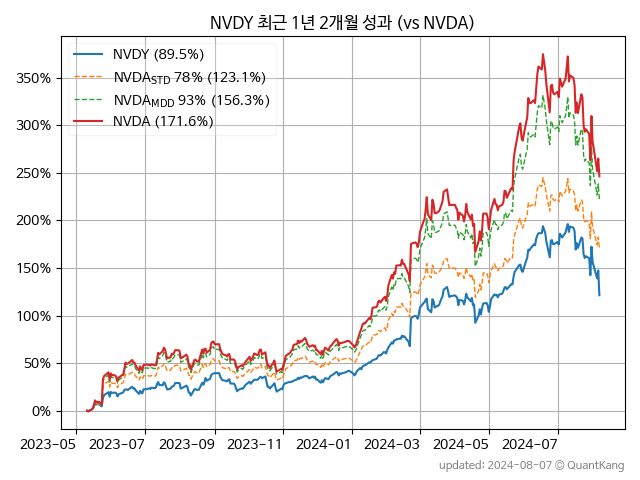 NVDY 최근 1년 2개월 성과 (vs NVDA)
NVDY (89.5%)
NVDA_STD 78% (123.1%)
NVDA_MDD 93% (156.3%)
NVDA (171.6%)
350%
300%
250%
200%
150%
100%
50%
0%
2023-05 2023-07 2023-09 2023-11 2024-01 2024-03 2024-05 2024-07
updated: 2024-08-07 © QuantKang